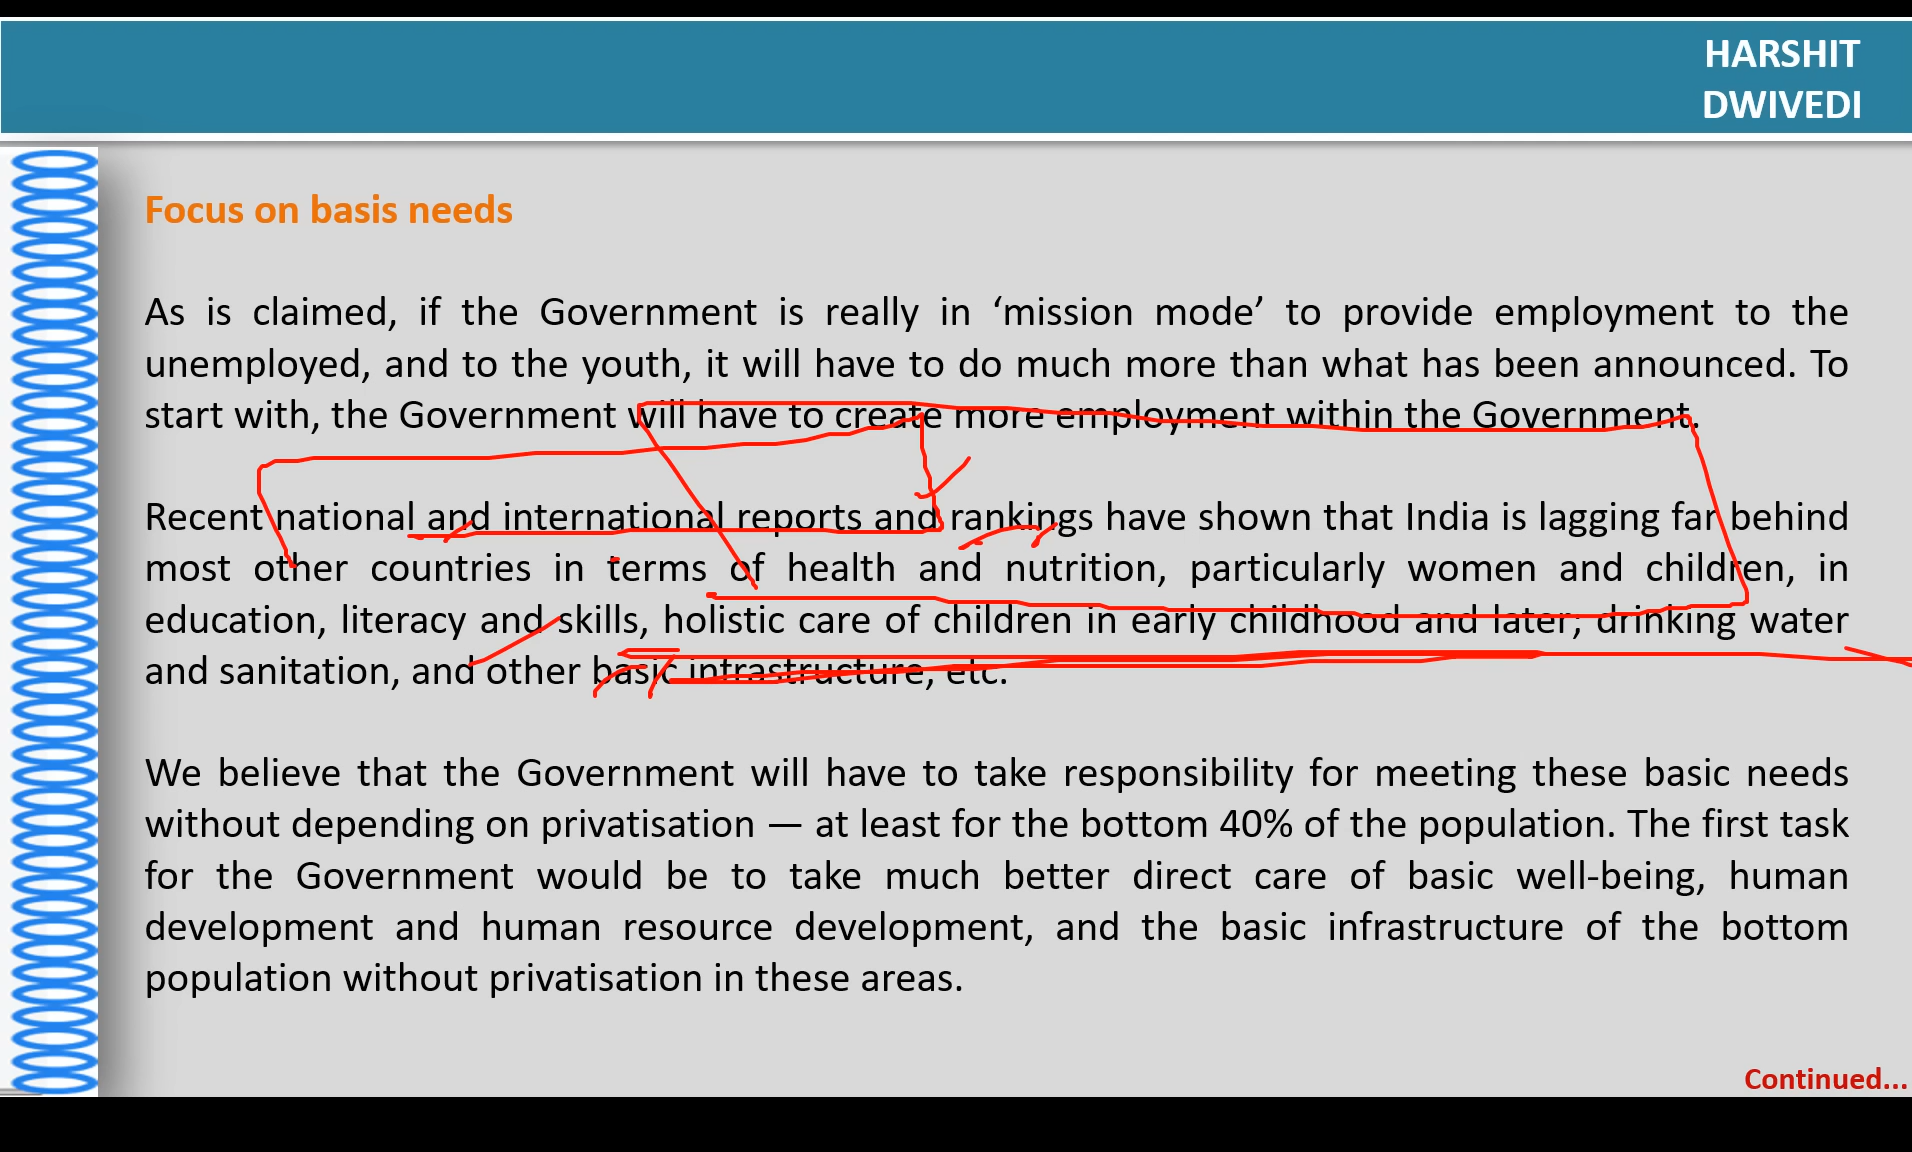 HARSHIT
DWIVEDI
Focus on basis needs
As is claimed, if the Government is really in ‘mission mode’ to provide employment to the
unemployed, and to the youth, it will have to do much more than what has been announced. To
start with, the Government will have to create more employment within the Government.
Recent national and international reports and rankings have shown that India is lagging far behind
most other countries in terms of health and nutrition, particularly women and children, in
education, literacy and skills, holistic care of children in early childhood and later; drinking water
and sanitation, and other basic infrastructure, etc.
We believe that the Government will have to take responsibility for meeting these basic needs
without depending on privatisation — at least for the bottom 40% of the population. The first task
for the Government would be to take much better direct care of basic well-being, human
development and human resource development, and the basic infrastructure of the bottom
population without privatisation in these areas.
Continued...